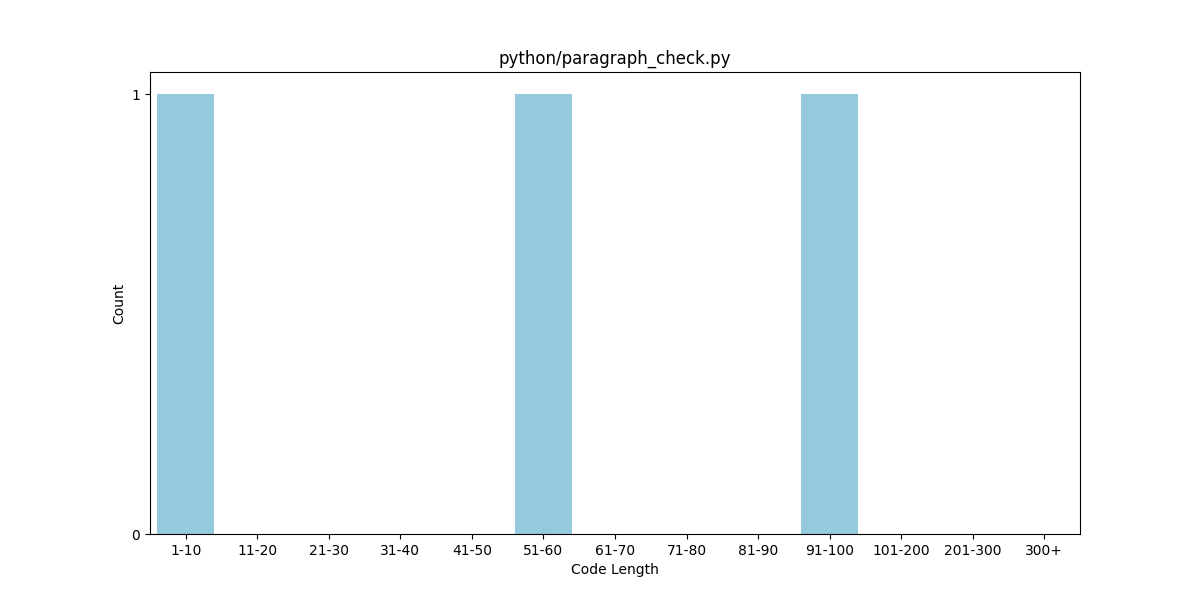 python/paragraph_check.py
1
0
Count
1-10 11-20 21-30 31-40 41-50 51-60 61-70 71-80 81-90 91-100 101-200 201-300 300+
Code Length